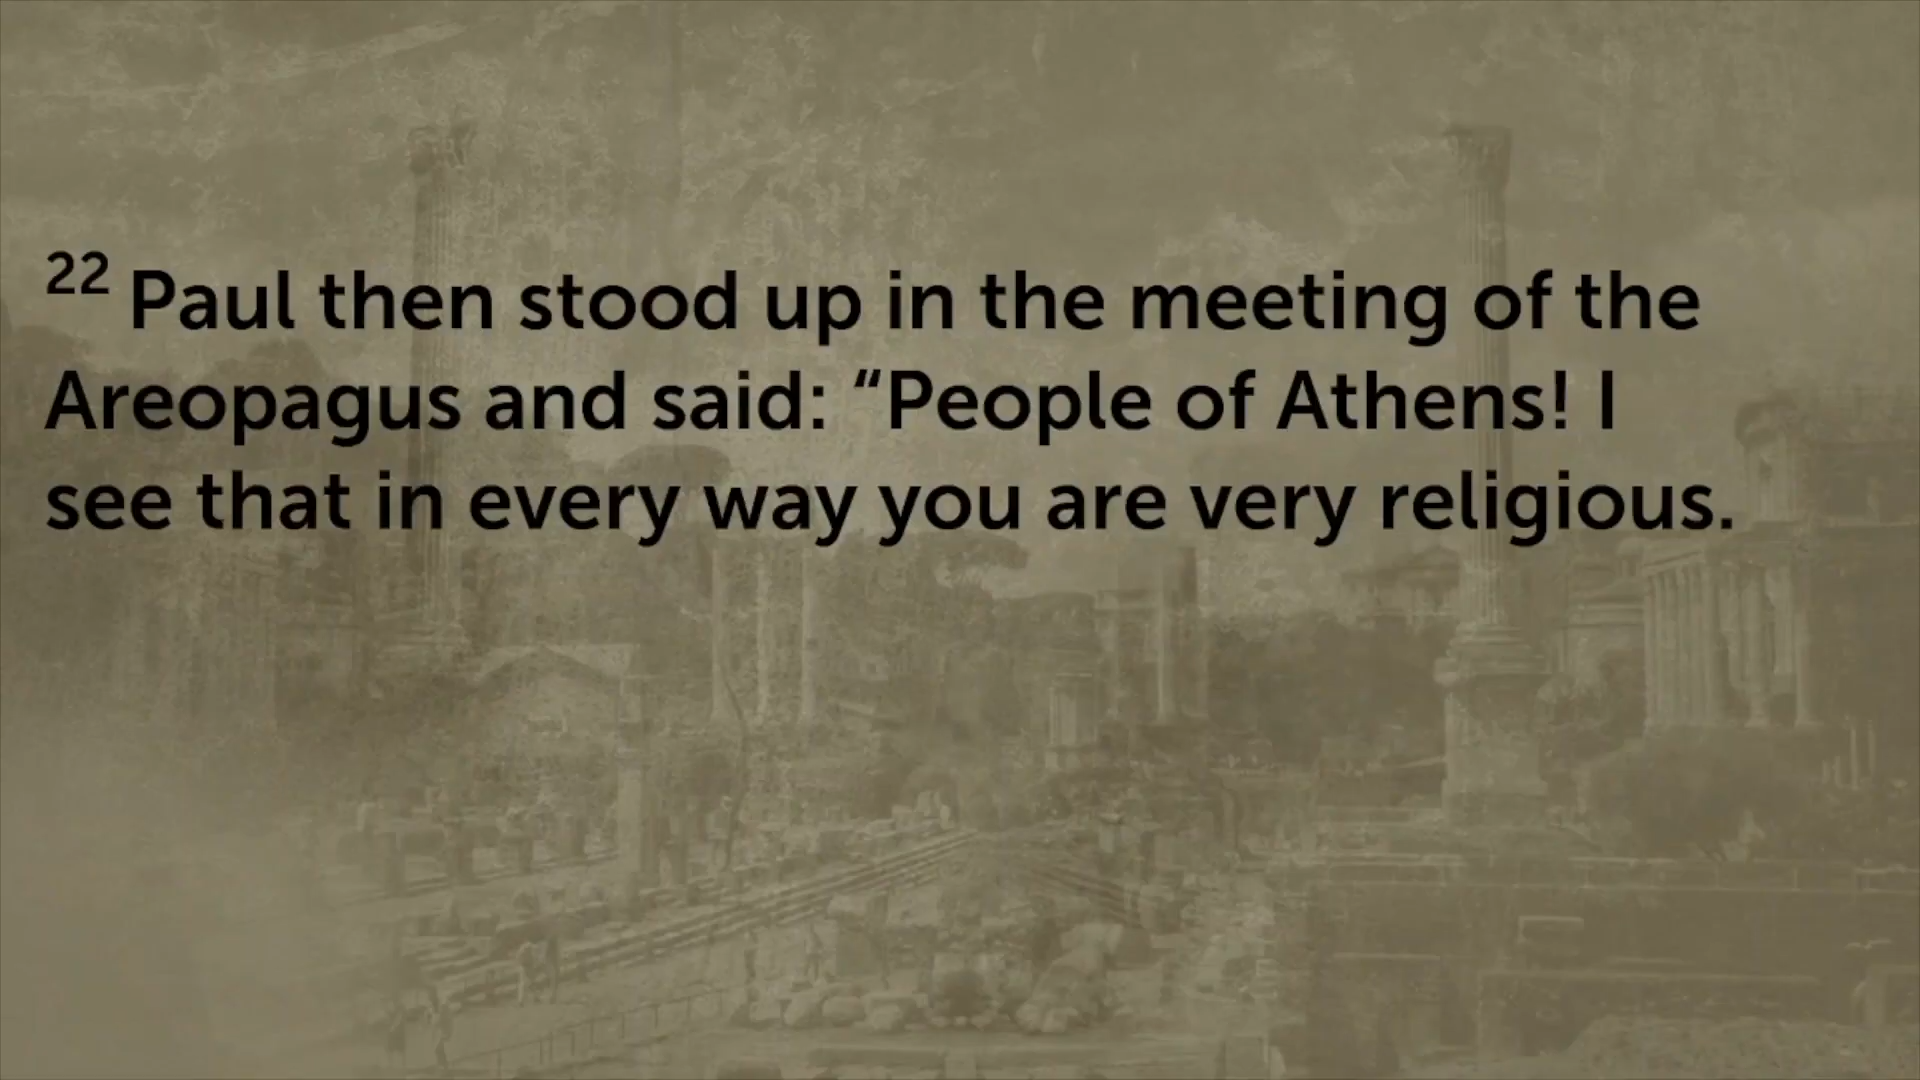 22 Paul then stood up in the meeting of the
Areopagus and said: “People of Athens! I
see that in every way you are very religious.